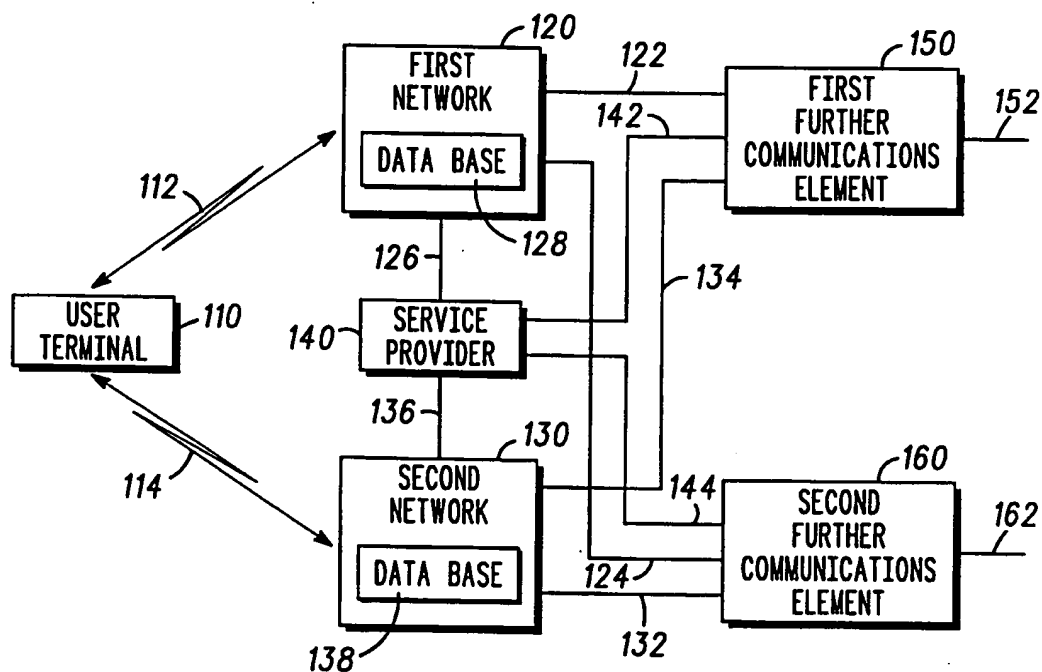 120
FIRST
NETWORK
DATA BASE
128
122
142
150
FIRST
FURTHER
COMMUNICATIONS
ELEMENT
152
112
126
134
USER
TERMINAL
110
140
SERVICE
PROVIDER
136
114
130
SECOND
NETWORK
DATA BASE
138
144
124
132
160
SECOND
FURTHER
COMMUNICATIONS
ELEMENT
162